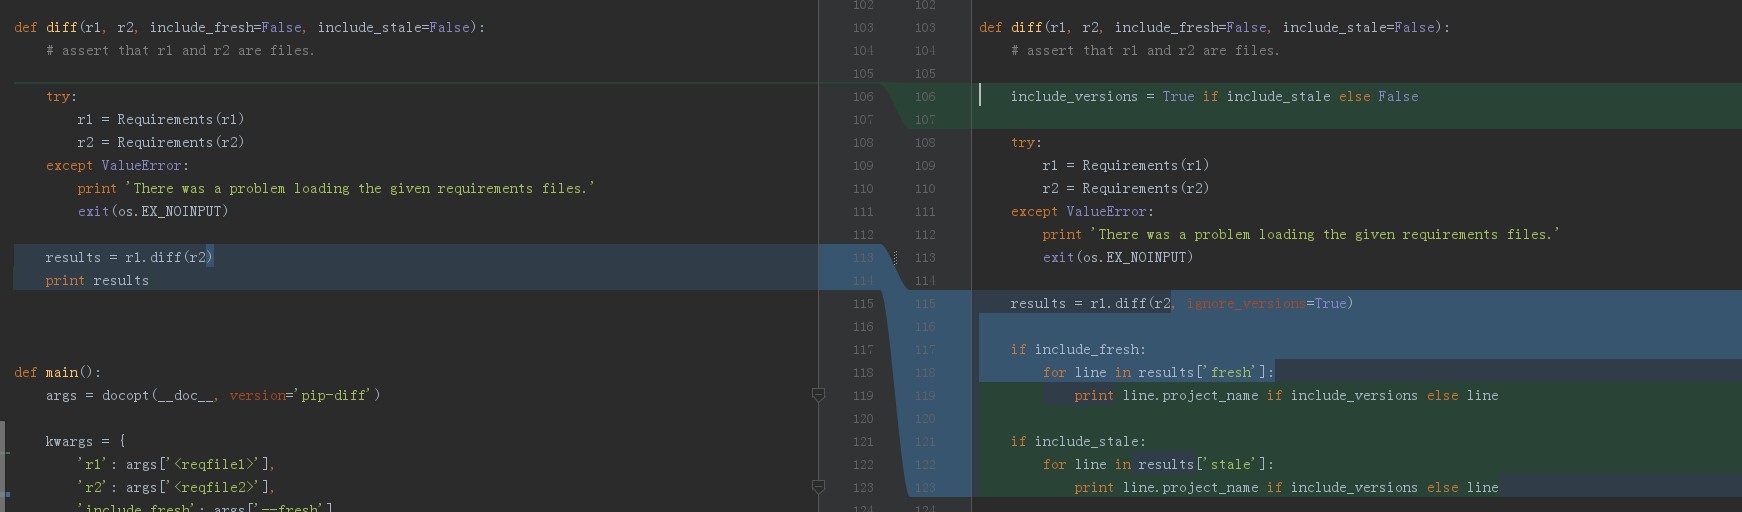 102 102
def diff(r1, r2, include_fresh=False, include_stale=False):
# assert that r1 and r2 are files.
try:
r1 = Requirements(r1)
r2 = Requirements(r2)
except ValueError:
print 'There was a problem loading the given requirements files.'
exit(os.EX_NOINPUT)
results = r1.diff(r2)
print results
def main():
args = docopt(__doc__, version='pip-diff')
kwargs = {
'r1': args['<reqfile1>'],
'r2': args['<reqfile2>'],
'include_fresh': args['--fresh']
103 103
104 104
105 105
106 106
107 107
108 108
109 109
110 110
111 111
112 112
113 113
114 114
115 115
116 116
117 117
118 118
119 119
120 120
121 121
122 122
123 123
124 124
def diff(r1, r2, include_fresh=False, include_stale=False):
# assert that r1 and r2 are files.
include_versions = True if include_stale else False
try:
r1 = Requirements(r1)
r2 = Requirements(r2)
except ValueError:
print 'There was a problem loading the given requirements files.'
exit(os.EX_NOINPUT)
results = r1.diff(r2, ignore_versions=True)
if include_fresh:
for line in results['fresh']:
print line.project_name if include_versions else line
if include_stale:
for line in results['stale']:
print line.project_name if include_versions else line